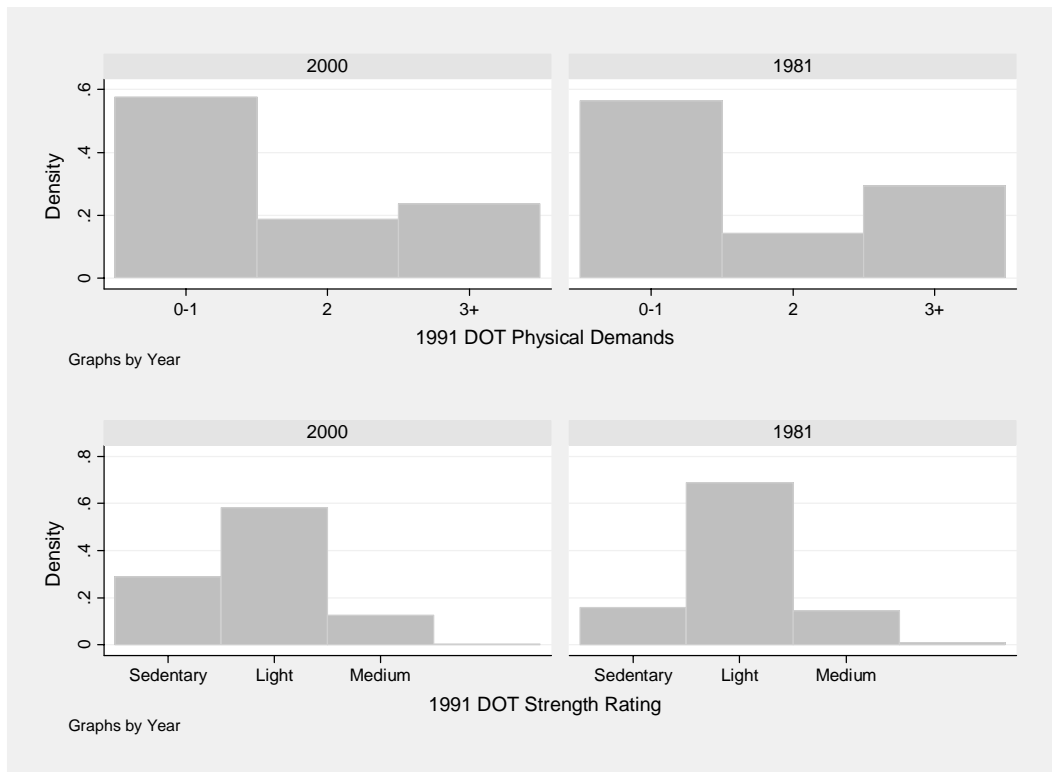 2000 1981
Density
.6
.4
.2
0
0-1 2 3+ 0-1 2 3+
1991 DOT Physical Demands
Graphs by Year
2000 1981
Density
.8
.6
.4
.2
0
Sedentary Light Medium Sedentary Light Medium
1991 DOT Strength Rating
Graphs by Year